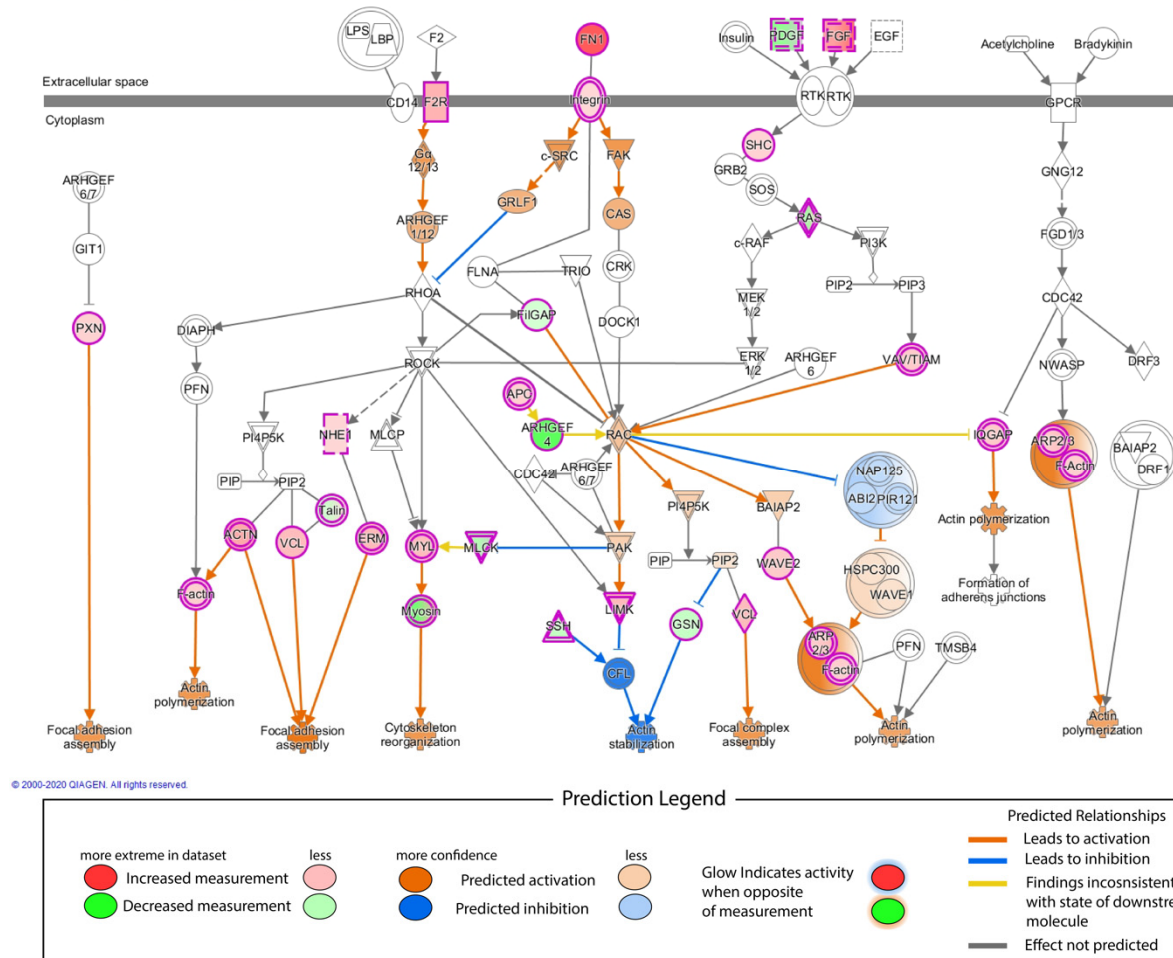 LPS
LBP
F2
FN1
Insulin
PDGF
FGF
EGF
Acetylcholine
Bradykinin
Extracellular space
Cytoplasm
CD14
F2R
Integrin
RTK
RTK
GPCR
Gα
12/13
c-SRC
FAK
SHC
GRB2
SOS
GNG12
ARHGEF
6/7
GRLF1
CAS
RAS
ARHGEF
1/12
c-RAF
PI3K
FGD1/3
GIT1
FLNA
TRIO
CRK
PIP2
PIP3
RHOA
MEK
1/2
CDC42
PXN
DIAPH
FilGAP
DOCK1
ROCK
ERK
1/2
ARHGEF
6
VAV/TIAM
NWASP
DRF3
PFN
APC
PI4P5K
NHE1
MLCP
ARHGEF
4
RAC
IQGAP
ARP2/3
F-Actin
BAIAP2
DRF1
NAP125
ABI2
PIR121
CDC42
ARHGEF
6/7
PIP
PIP2
Talin
PI4P5K
BAIAP2
Actin polymerization
ACTN
VCL
ERM
MYL
MLCK
PAK
PIP
PIP2
WAVE2
HSPC300
WAVE1
F-actin
Myosin
LIMK
Formation of
adherens junctions
SSH
GSN
VCL
ARP
2/3
F-actin
PFN
TMSB4
CFL
Actin
polymerization
Focal adhesion
assembly
Focal adhesion
assembly
Cytoskeleton
reorganization
Actin
stabilization
Focal complex
assembly
Actin
polymerization
Actin
polymerization
© 2000-2020 QIAGEN. All rights reserved.
Prediction Legend
more extreme in dataset
less
Increased measurement
Decreased measurement
more confidence
less
Predicted activation
Predicted inhibition
Glow Indicates activity
when opposite
of measurement
Predicted Relationships
Leads to activation
Leads to inhibition
Findings incosnsistent
with state of downstre
molecule
Effect not predicted